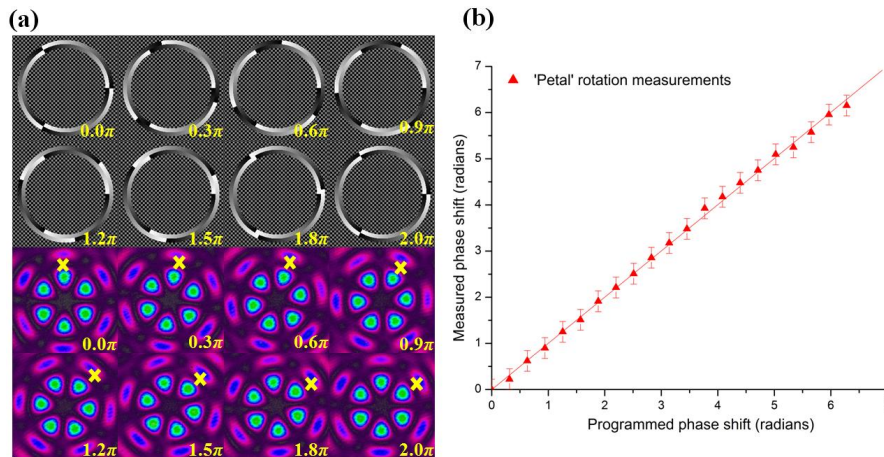 (a)
0.0π 0.3π 0.6π 0.9π
1.2π 1.5π 1.8π 2.0π
0.0π 0.3π 0.6π 0.9π
1.2π 1.5π 1.8π 2.0π
(b)
'Petal' rotation measurements
Measured phase shift (radians)
7
6
5
4
3
2
1
0
0 1 2 3 4 5 6
Programmed phase shift (radians)